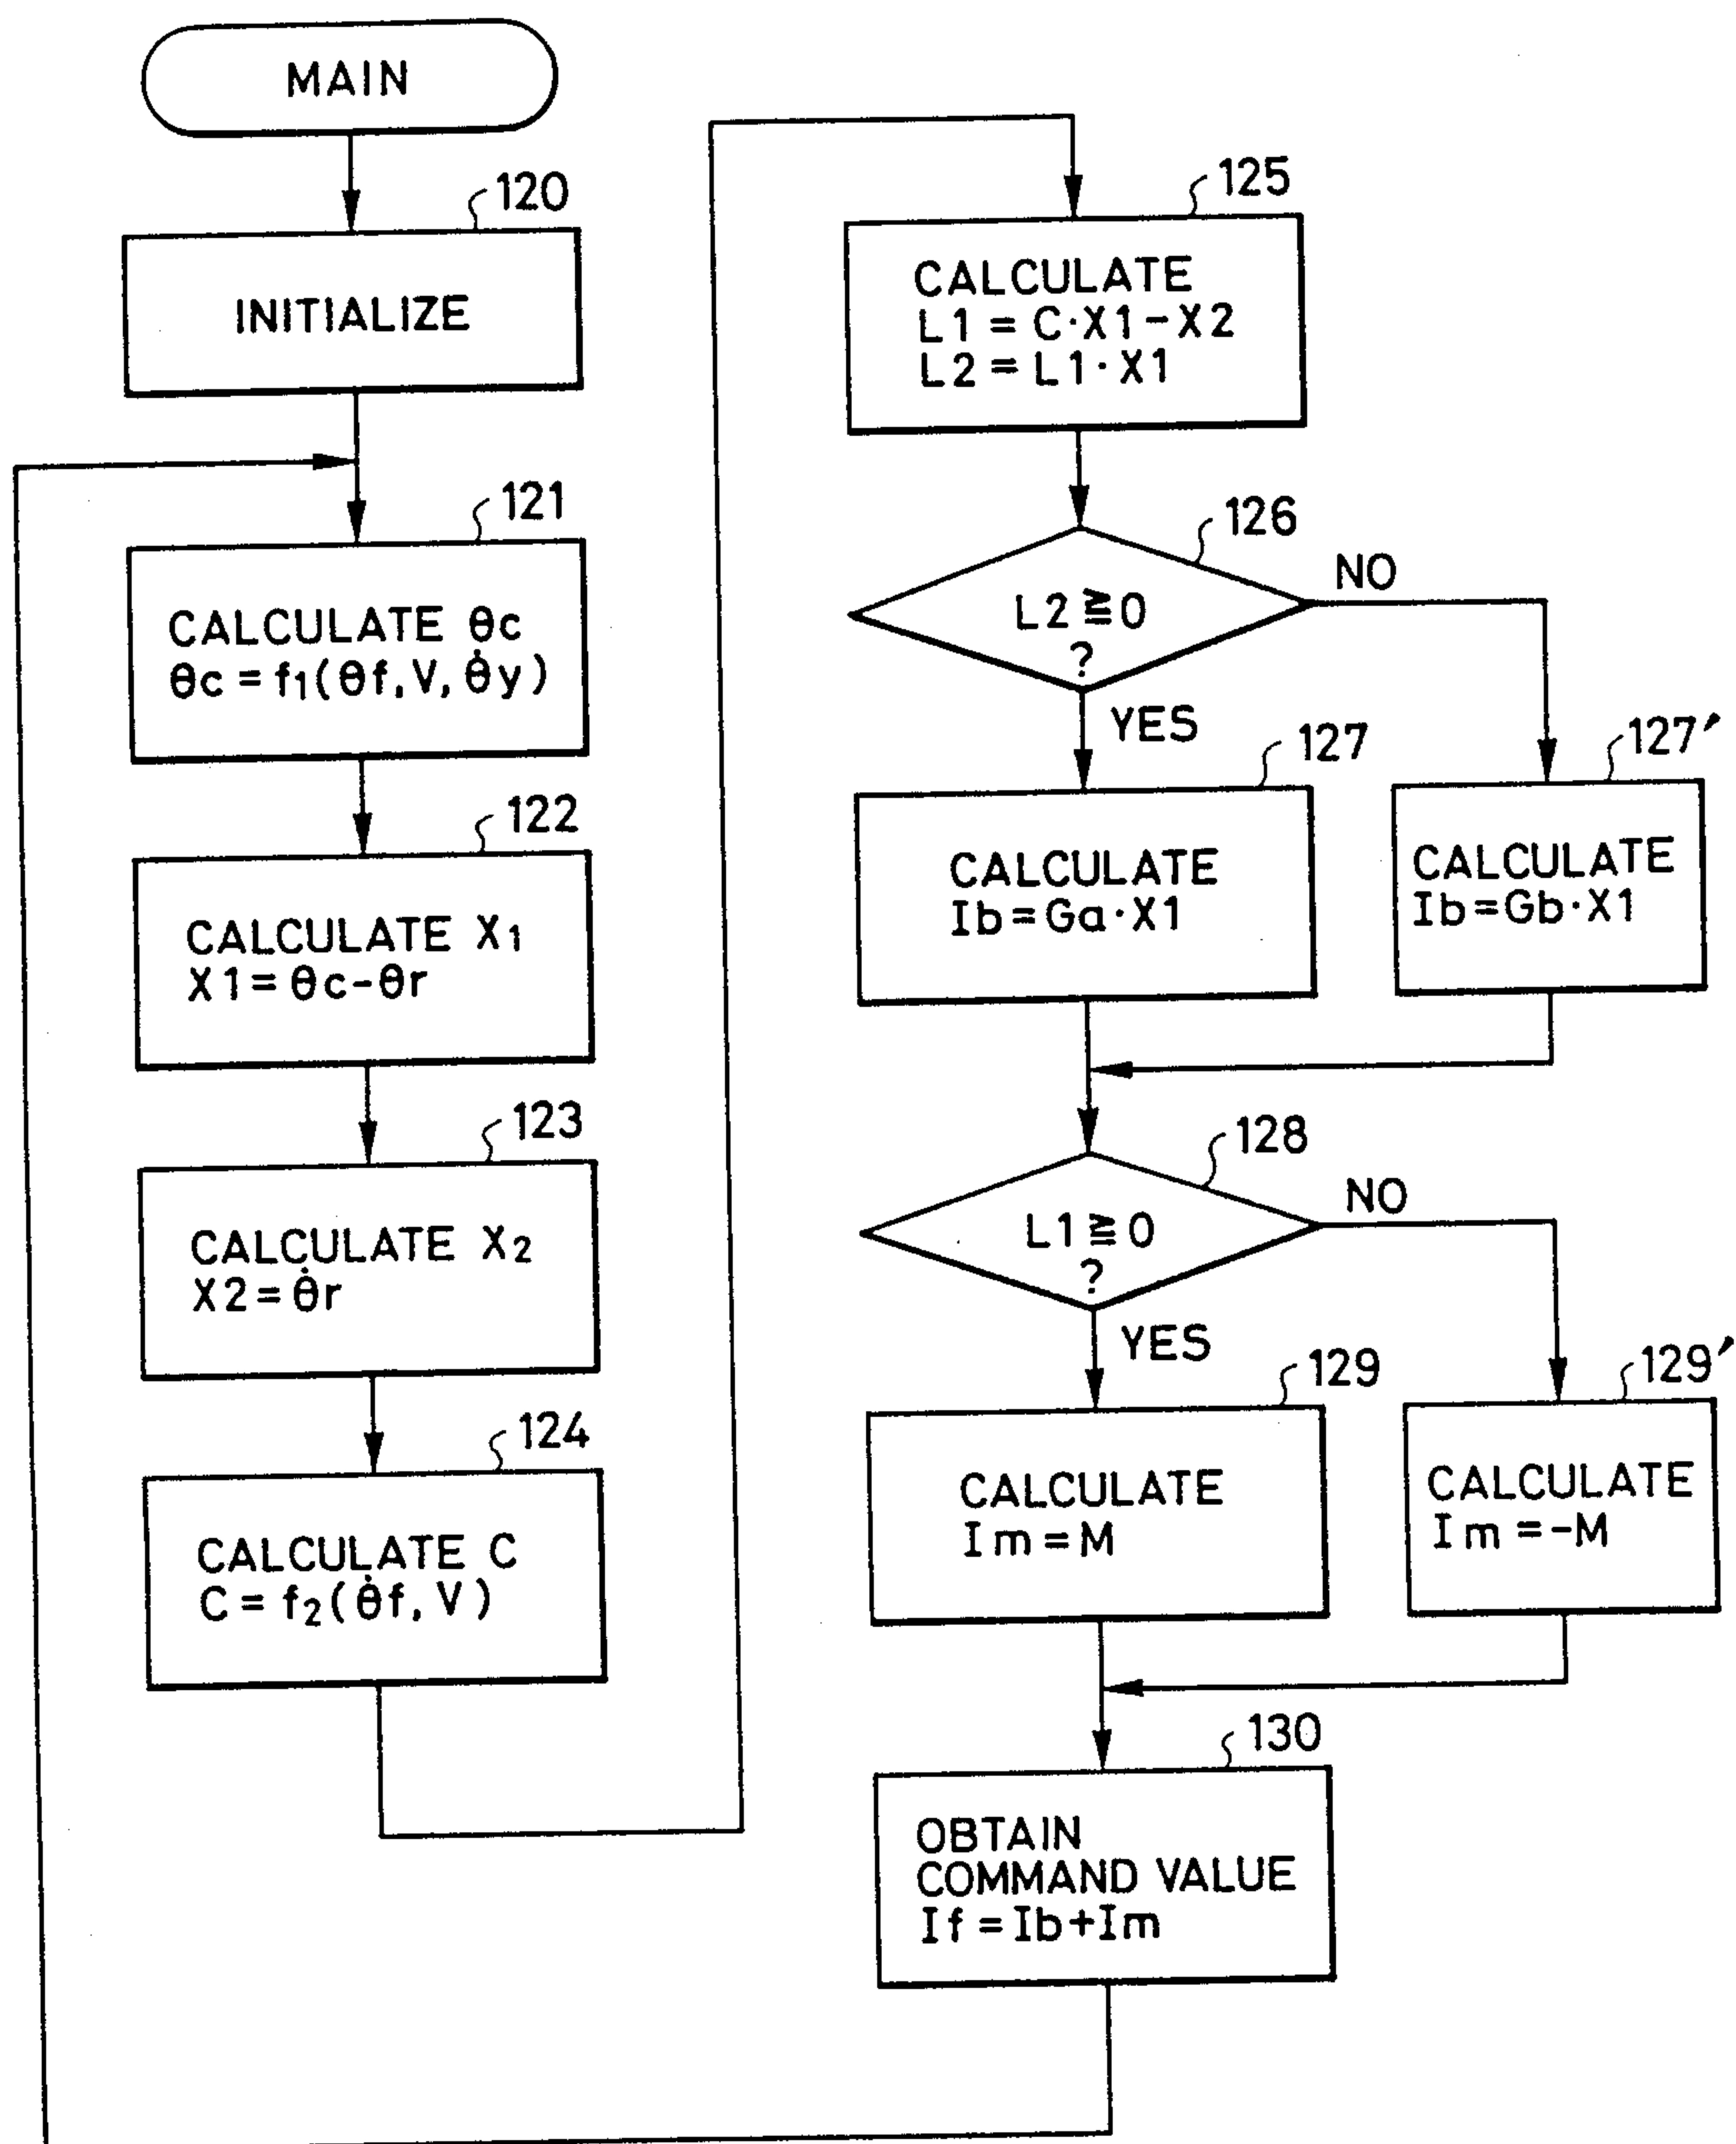 MAIN
120
INITIALIZE
121
CALCULATE θc
θc = f₁(θf, V, θ̇y)
122
CALCULATE X₁
X1 = θc-θr
123
CALCULATE X₂
X2 = θ̇r
124
CALCULATE C
C = f₂(θ̇f, V)
125
CALCULATE
L1 = C·X1-X2
L2 = L1·X1
126
L2 ≧ 0
?
NO
YES
127
CALCULATE
Ib = Ga·X1
127′
CALCULATE
Ib = Gb·X1
128
L1 ≧ 0
?
NO
YES
129
CALCULATE
Im = M
129′
CALCULATE
Im = -M
130
OBTAIN
COMMAND VALUE
If = Ib+Im